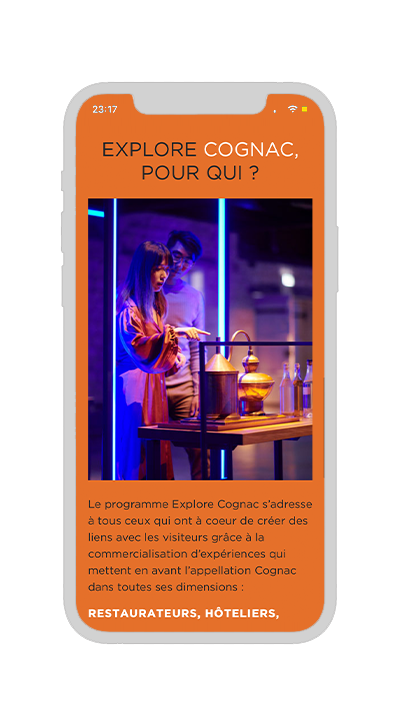 23:17
EXPLORE COGNAC,
POUR QUI ?
Le programme Explore Cognac s'adresse
à tous ceux qui ont à coeur de créer des
liens avec les visiteurs grâce à la
commercialisation d'expériences qui
mettent en avant l'appellation Cognac
dans toutes ses dimensions :
RESTAURATEURS, HÔTELIERS,